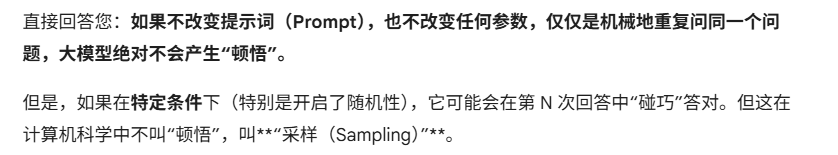 直接回答您：如果不改变提示词（Prompt），也不改变任何参数，仅仅是机械地重复问同一个问
题，大模型绝对不会产生“顿悟”。
但是，如果在特定条件下（特别是开启了随机性），它可能会在第 N 次回答中“碰巧”答对。但这在
计算机科学中不叫“顿悟”，叫**“采样（Sampling）”**。